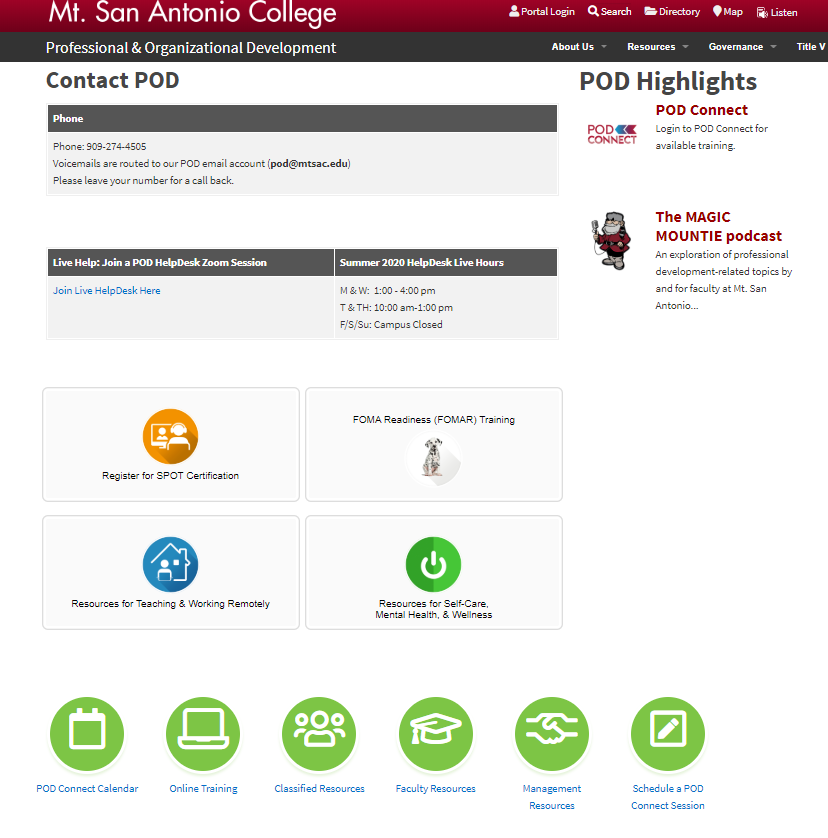 Mt. San Antonio College
Portal Login Search Directory Map Listen
Professional & Organizational Development
About Us Resources Governance Title V
Contact POD
Phone
Phone: 909-274-4505
Voicemails are routed to our POD email account (pod@mtsac.edu)
Please leave your number for a call back.
Live Help: Join a POD HelpDesk Zoom Session
Summer 2020 HelpDesk Live Hours
Join Live HelpDesk Here
M & W: 1:00 - 4:00 pm
T & TH: 10:00 am-1:00 pm
F/S/Su: Campus Closed
Register for SPOT Certification
FOMA Readiness (FOMAR) Training
Resources for Teaching & Working Remotely
Resources for Self-Care,
Mental Health, & Wellness
POD Highlights
POD CONNECT
POD Connect
Login to POD Connect for
available training.
The MAGIC
MOUNTIE podcast
An exploration of professional
development-related topics by
and for faculty at Mt. San
Antonio...
POD Connect Calendar
Online Training
Classified Resources
Faculty Resources
Management
Resources
Schedule a POD
Connect Session